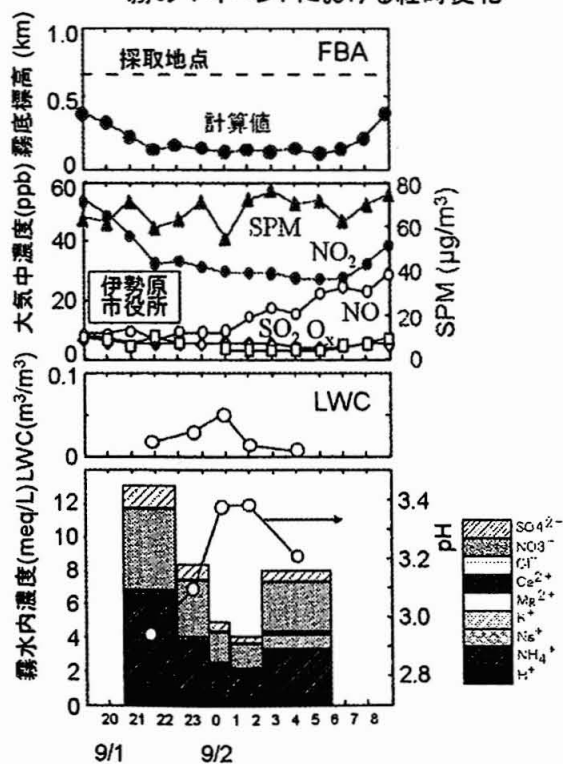 採取地点
FBA
計算値
霧底標高 (km)
1.0
0.5
0
SPM
NO2
NO
SO2 Ox
伊勢原
市役所
大気中濃度(ppb)
60
40
20
0
80
60
40
20
0
SPM (μg/m³)
LWC
LWC(m³/m³)
0.1
0
霧水内濃度(meq/L)
12
10
8
6
4
2
0
3.4
3.2
3.0
2.8
pH
20 21 22 23 0 1 2 3 4 5 6 7 8
9/1 9/2
SO4²⁻
NO3⁻
Cl⁻
Ca²⁺
Mg²⁺
K⁺
Na⁺
NH4⁺
H⁺